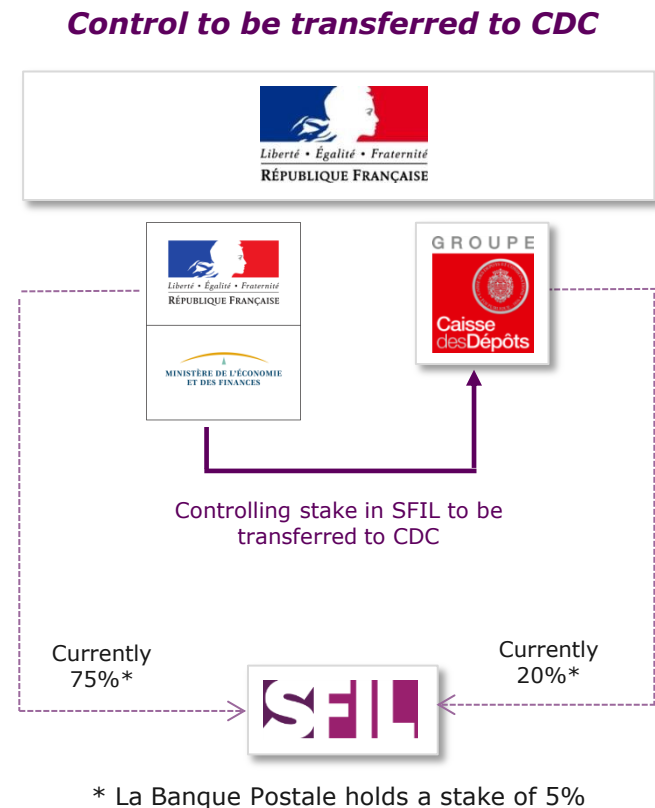 Control to be transferred to CDC
Liberté • Égalité • Fraternité
RÉPUBLIQUE FRANÇAISE
Liberté • Égalité • Fraternité
RÉPUBLIQUE FRANÇAISE
MINISTÈRE DE L'ÉCONOMIE
ET DES FINANCES
GROUPE
Caisse
desDépôts
Controlling stake in SFIL to be
transferred to CDC
Currently
75%*
Currently
20%*
SFIL
* La Banque Postale holds a stake of 5%